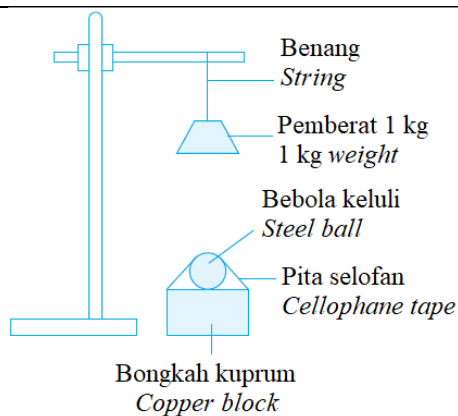 Benang
String
Pemberat 1 kg
1 kg weight
Bebola keluli
Steel ball
Pita selofan
Cellophane tape
Bongkah kuprum
Copper block